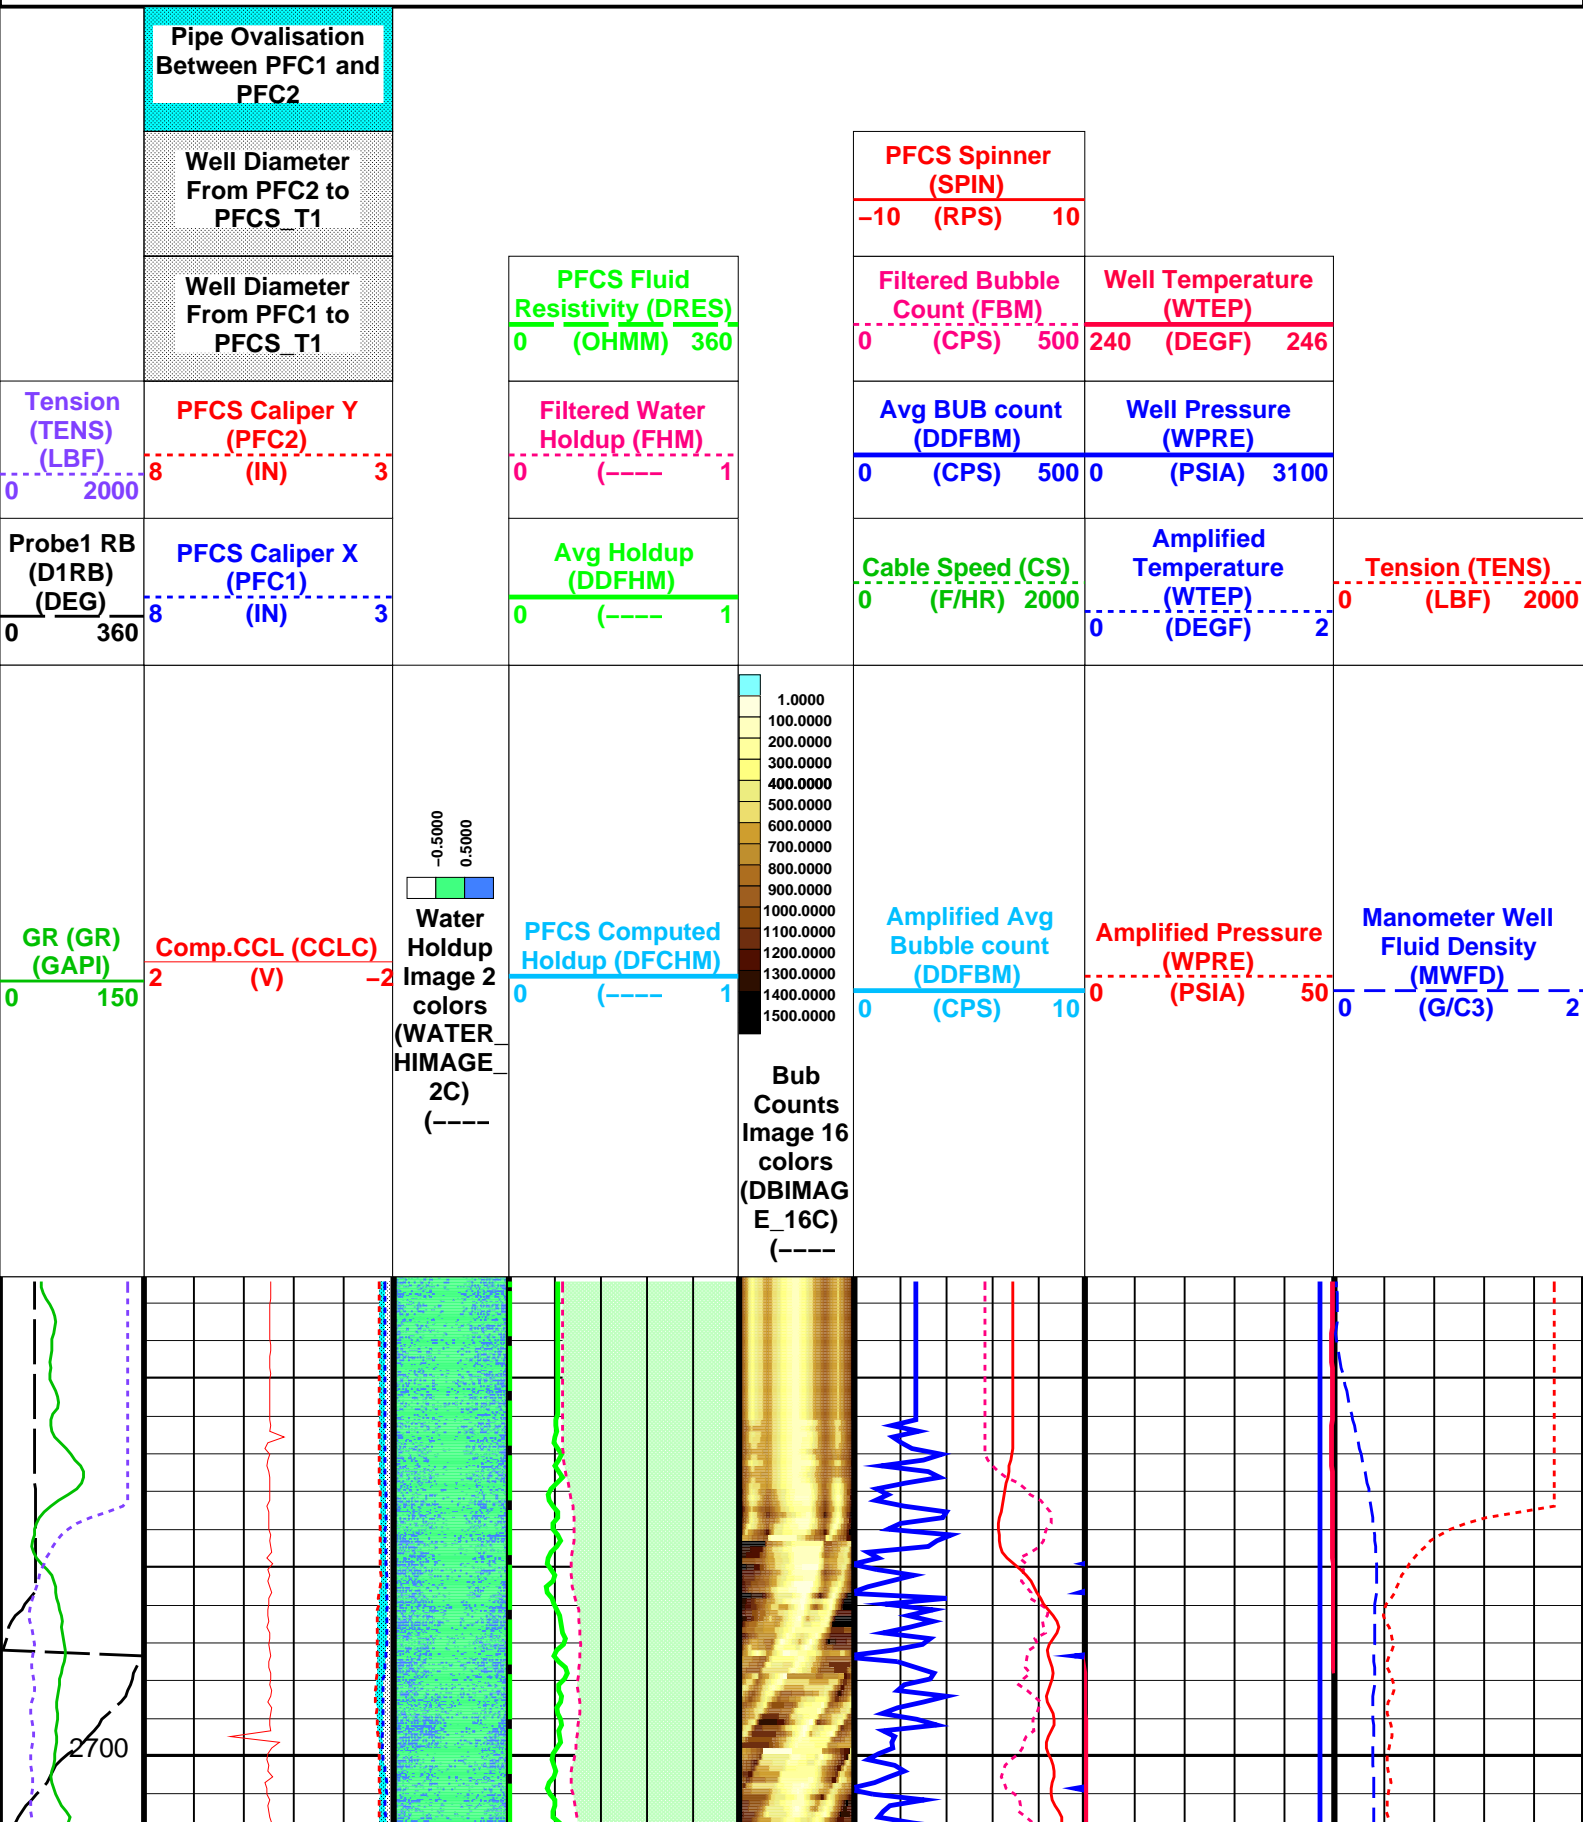 Pipe Ovalisation
Between PFC1 and
PFC2
Well Diameter
From PFC2 to
PFCS_T1
PFCS Spinner
(SPIN)
−10 (RPS) 10
Well Diameter
From PFC1 to
PFCS_T1
PFCS Fluid
Resistivity (DRES)
0 (OHMM) 360
Filtered Bubble
Count (FBM)
0 (CPS) 500
Well Temperature
(WTEP)
240 (DEGF) 246
Tension
(TENS)
(LBF)
0 2000
PFCS Caliper Y
(PFC2)
8 (IN) 3
Filtered Water
Holdup (FHM)
0 (−−−− 1
Avg BUB count
(DDFBM)
0 (CPS) 500
Well Pressure
(WPRE)
0 (PSIA) 3100
Probe1 RB
(D1RB)
(DEG)
0 360
PFCS Caliper X
(PFC1)
8 (IN) 3
Avg Holdup
(DDFHM)
0 (−−−− 1
Cable Speed (CS)
0 (F/HR) 2000
Amplified
Temperature
(WTEP)
0 (DEGF) 2
Tension (TENS)
0 (LBF) 2000
GR (GR)
(GAPI)
0 150
Comp.CCL (CCLC)
2 (V) −2
−0.5000
0.5000
Water
Holdup
Image 2
colors
(WATER_
HIMAGE_
2C)
(−−−−
PFCS Computed
Holdup (DFCHM)
0 (−−−− 1
1.0000
100.0000
200.0000
300.0000
400.0000
500.0000
600.0000
700.0000
800.0000
900.0000
1000.0000
1100.0000
1200.0000
1300.0000
1400.0000
1500.0000
Bub
Counts
Image 16
colors
(DBIMAG
E_16C)
(−−−−
Amplified Avg
Bubble count
(DDFBM)
0 (CPS) 10
Amplified Pressure
(WPRE)
0 (PSIA) 50
Manometer Well
Fluid Density
(MWFD)
0 (G/C3) 2
2700